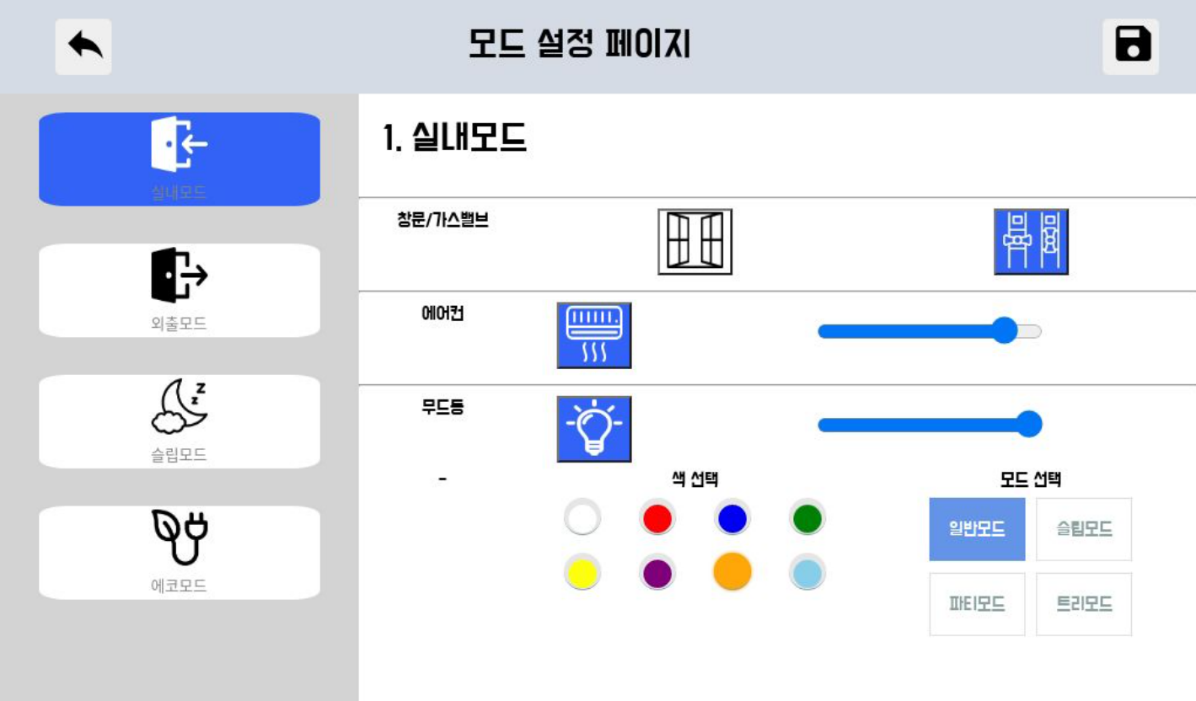 모드 설정 페이지
실내모드
외출모드
슬립모드
에코모드
1. 실내모드
창문/가스밸브
에어컨
무드등
-
색 선택
모드 선택
일반모드
슬립모드
파티모드
트리모드